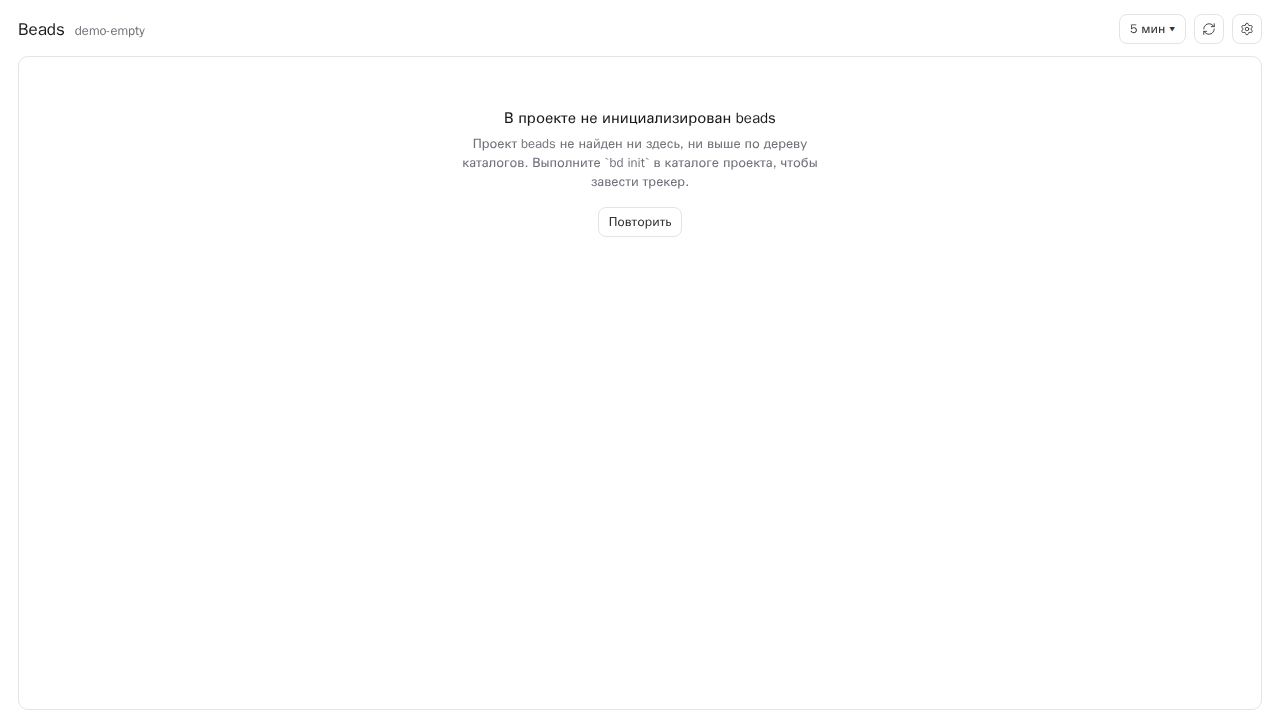 Beads demo-empty 5 мин ▾
В проекте не инициализирован beads
Проект beads не найден ни здесь, ни выше по дереву
каталогов. Выполните `bd init` в каталоге проекта, чтобы
завести трекер.
Повторить